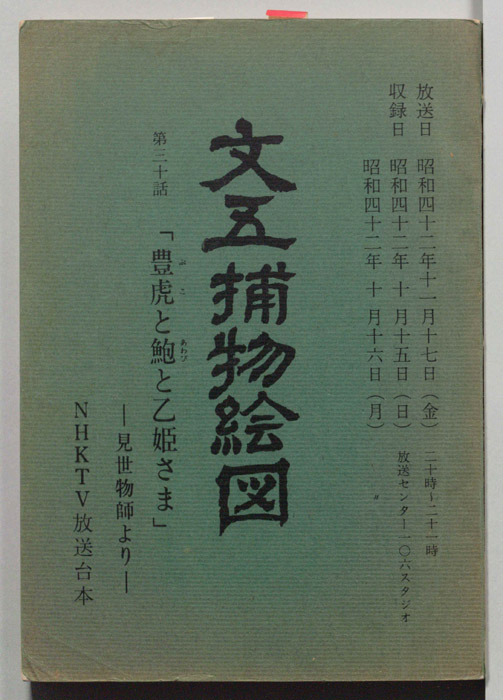 放送日 昭和四十二年十一月十七日(金) 二十時~二十一時
収録日 昭和四十二年 十 月十五日(日) 放送センター一〇六スタジオ
昭和四十二年 十 月十六日(月) 〃
文五捕物絵図
第三十話
「豊虎と鮑と乙姫さま」
―見世物師より―
NHKTV放送台本